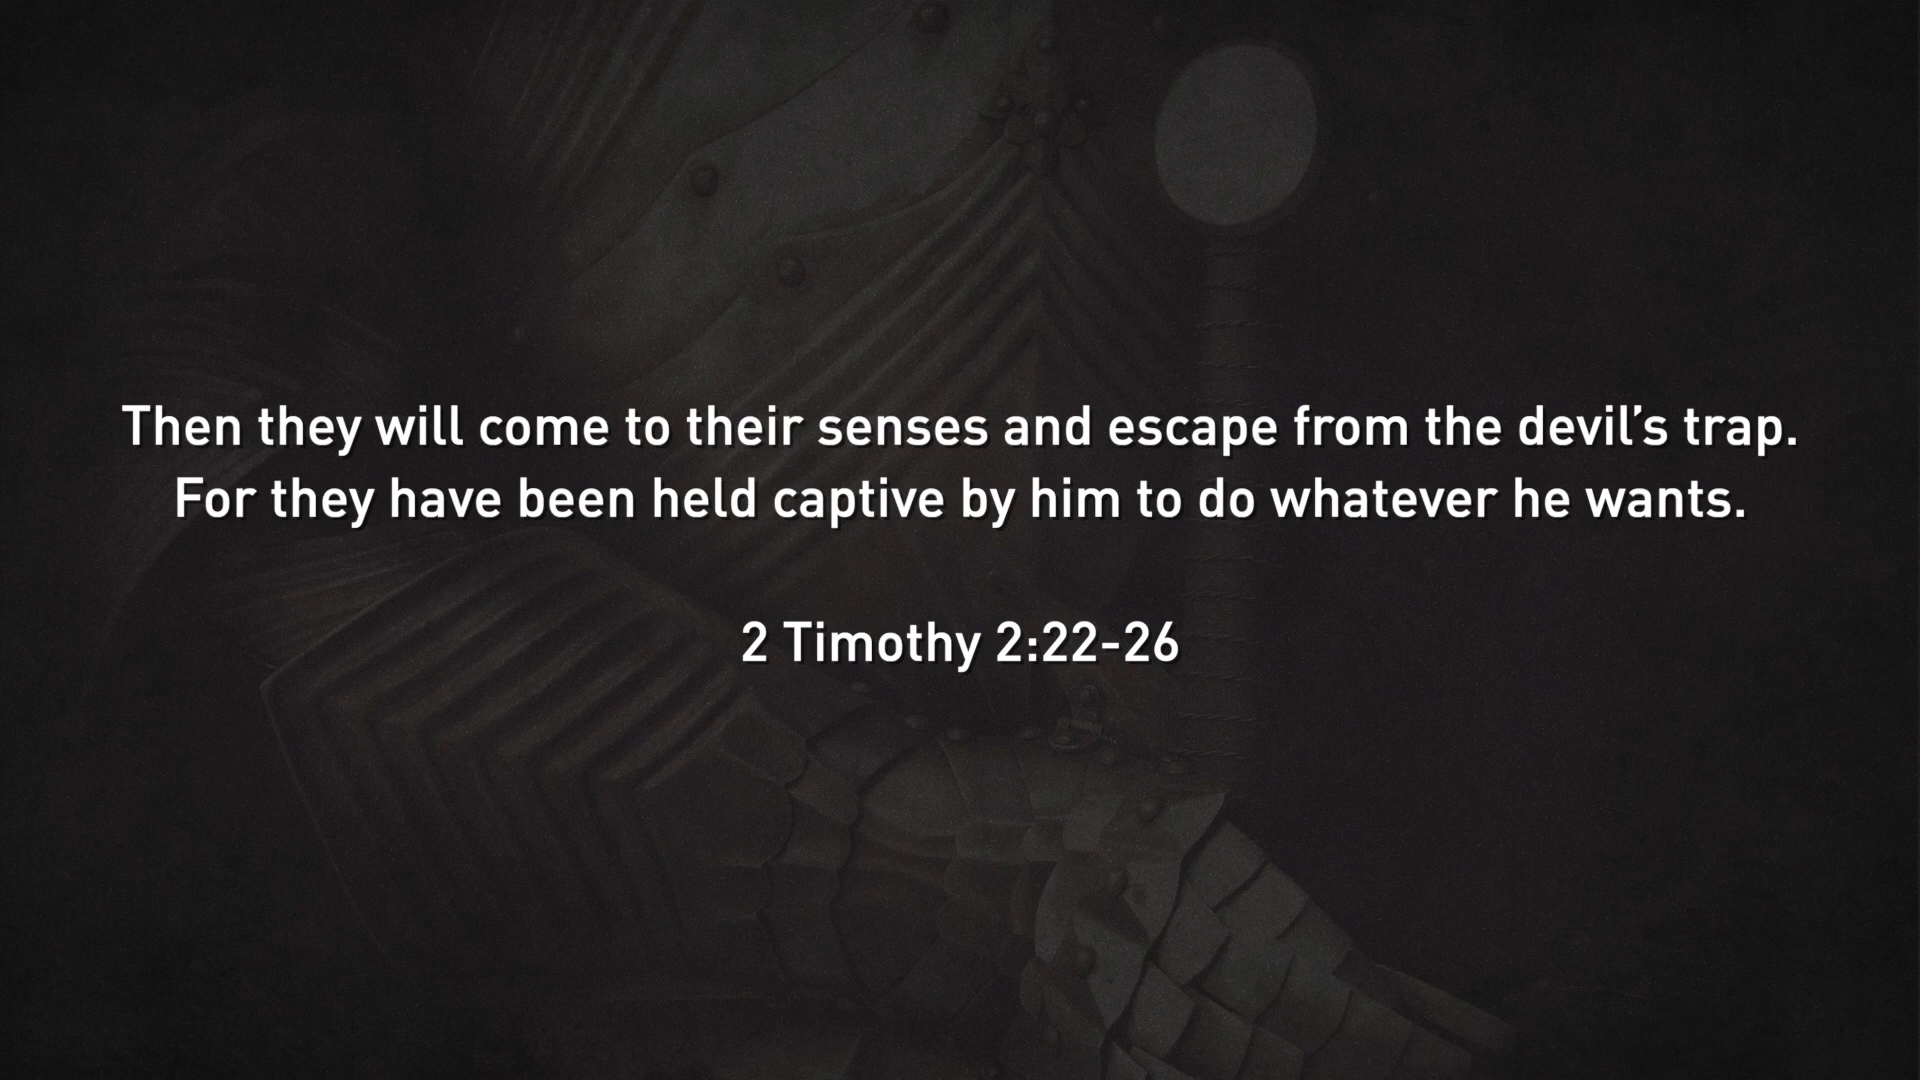 Then they will come to their senses and escape from the devil’s trap.
For they have been held captive by him to do whatever he wants.
2 Timothy 2:22-26